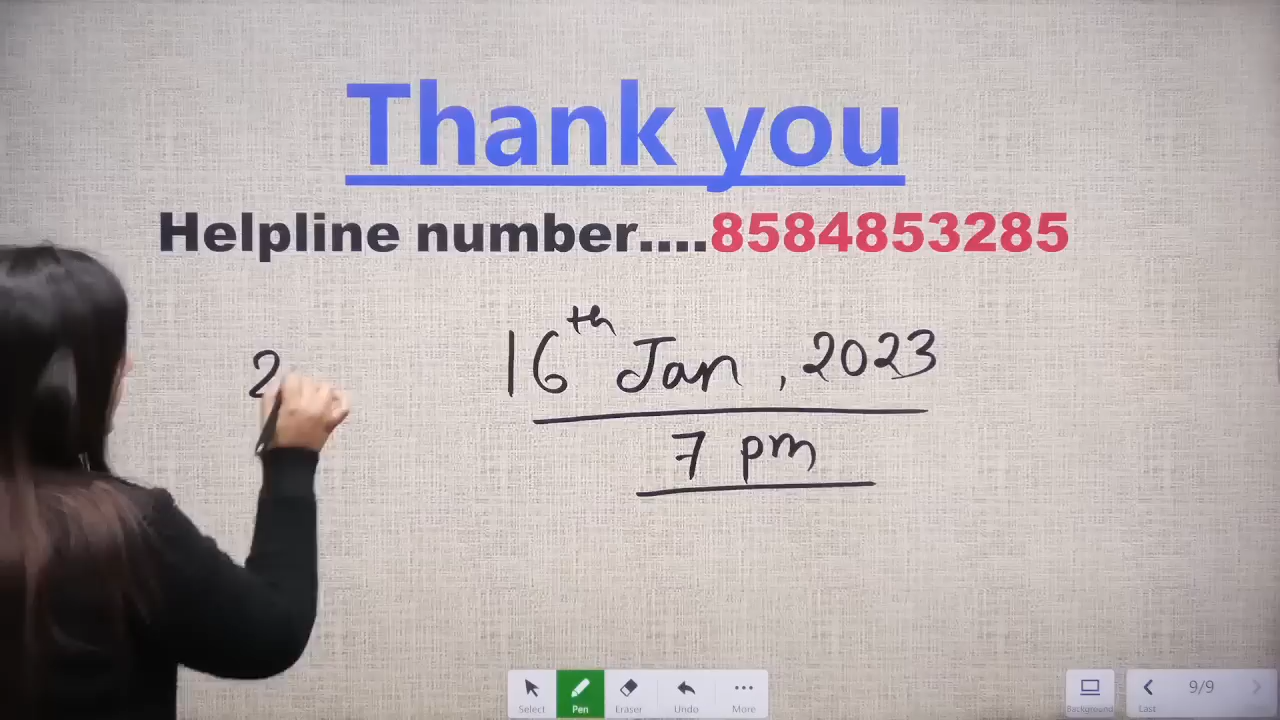 Thank you
Helpline number....8584853285
16th Jan, 2023
2
7 pm
Select Pen Eraser Undo More
Background Last 9/9